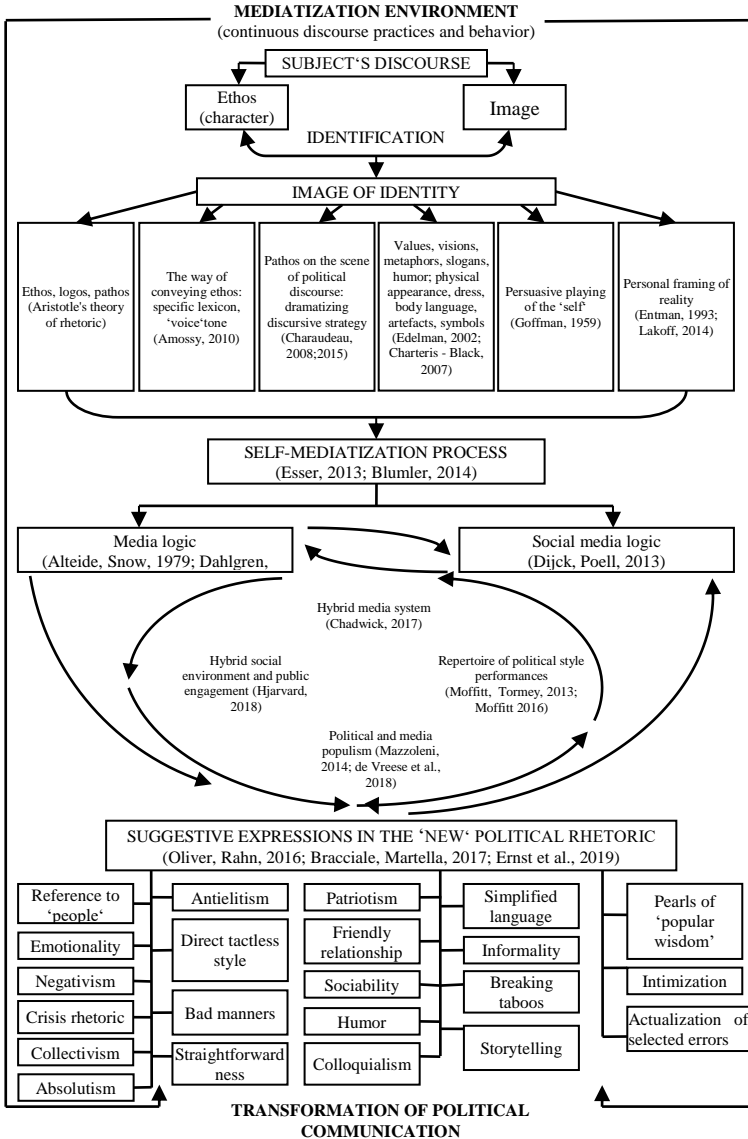 MEDIATIZATION ENVIRONMENT
(continuous discourse practices and behavior)
SUBJECT‘S DISCOURSE
Ethos
(character)
Image
IDENTIFICATION
IMAGE OF IDENTITY
Ethos, logos, pathos
(Aristotle's theory
of rhetoric)
The way of
conveying ethos:
specific lexicon,
‘voice‘tone
(Amossy, 2010)
Pathos on the scene
of political
discourse:
dramatizing
discursive strategy
(Charaudeau,
2008;2015)
Values, visions,
metaphors, slogans,
humor; physical
appearance, dress,
body language,
artefacts, symbols
(Edelman, 2002;
Charteris - Black,
2007)
Persuasive playing
of the ‘self‘
(Goffman, 1959)
Personal framing of
reality
(Entman, 1993;
Lakoff, 2014)
SELF-MEDIATIZATION PROCESS
(Esser, 2013; Blumler, 2014)
Media logic
(Alteide, Snow, 1979; Dahlgren,
Social media logic
(Dijck, Poell, 2013)
Hybrid media system
(Chadwick, 2017)
Hybrid social
environment and public
engagement (Hjarvard,
2018)
Repertoire of political style
performances
(Moffitt, Tormey, 2013;
Moffitt 2016)
Political and media
populism (Mazzoleni,
2014; de Vreese et al.,
2018)
SUGGESTIVE EXPRESSIONS IN THE ‘NEW‘ POLITICAL RHETORIC
(Oliver, Rahn, 2016; Bracciale, Martella, 2017; Ernst et al., 2019)
Reference to
‘people‘
Emotionality
Negativism
Crisis rhetoric
Collectivism
Absolutism
Antielitism
Direct tactless
style
Bad manners
Straightforward
ness
Patriotism
Friendly
relationship
Sociability
Humor
Colloquialism
Simplified
language
Informality
Breaking
taboos
Storytelling
Pearls of
‘popular
wisdom’
Intimization
Actualization of
selected errors
TRANSFORMATION OF POLITICAL
COMMUNICATION